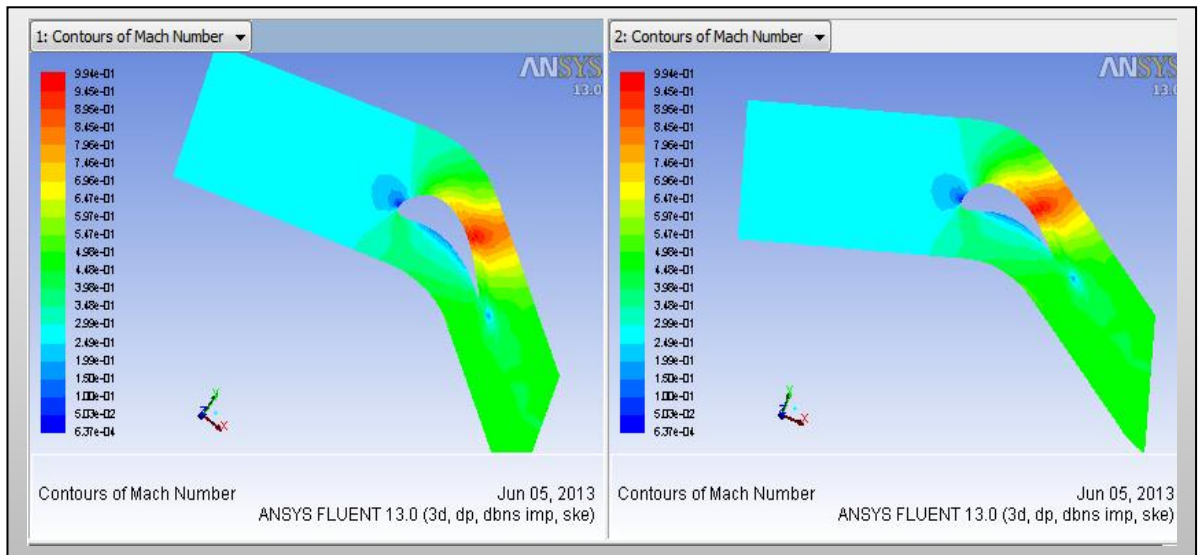 1: Contours of Mach Number
ANSYS
13.0
9.94e-01
9.45e-01
8.95e-01
8.45e-01
7.96e-01
7.46e-01
6.96e-01
6.47e-01
5.97e-01
5.47e-01
4.98e-01
4.48e-01
3.98e-01
3.48e-01
2.99e-01
2.49e-01
1.99e-01
1.50e-01
1.00e-01
5.03e-02
6.37e-04
Y
Z
X
Contours of Mach Number
Jun 05, 2013
ANSYS FLUENT 13.0 (3d, dp, dbns imp, ske)
2: Contours of Mach Number
ANSYS
13.0
9.94e-01
9.45e-01
8.95e-01
8.45e-01
7.96e-01
7.46e-01
6.96e-01
6.47e-01
5.97e-01
5.47e-01
4.98e-01
4.48e-01
3.98e-01
3.48e-01
2.99e-01
2.49e-01
1.99e-01
1.50e-01
1.00e-01
5.03e-02
6.37e-04
Y
Z
X
Contours of Mach Number
Jun 05, 2013
ANSYS FLUENT 13.0 (3d, dp, dbns imp, ske)